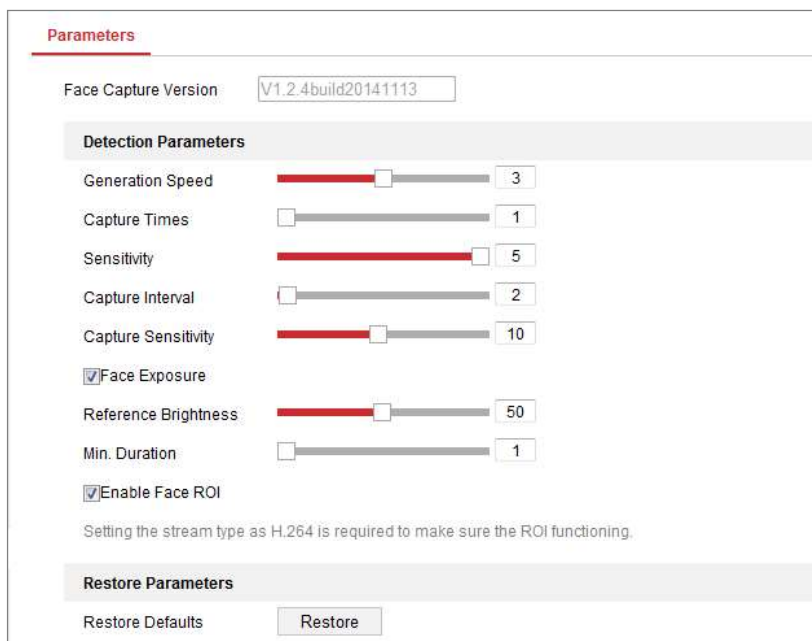 Parameters
Face Capture Version V1.2.4build20141113
Detection Parameters
Generation Speed 3
Capture Times 1
Sensitivity 5
Capture Interval 2
Capture Sensitivity 10
Face Exposure
Reference Brightness 50
Min. Duration 1
Enable Face ROI
Setting the stream type as H.264 is required to make sure the ROI functioning.
Restore Parameters
Restore Defaults Restore